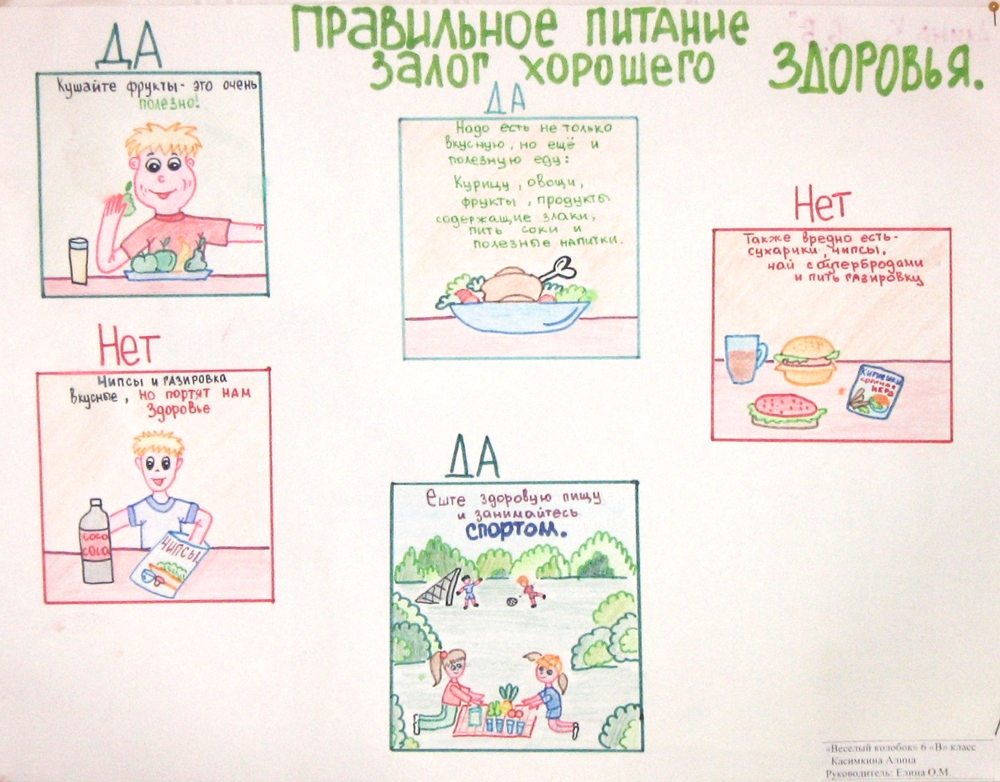 Правильное питание
залог хорошего здоровья.
ДА
Кушайте фрукты - это очень
полезно!
ДА
Надо есть не только
вкусную, но ещё и
полезную еду:
Курицу, овощи,
фрукты, продукты
содержащие злаки,
пить соки и
полезные напитки.
Нет
Также вредно есть-
сухарики, чипсы,
чай с бутербродами
и пить газировку
Нет
Чипсы и газировка
вкусные, но портят нам
здоровье
COCO
COLO
ЧИПСЫ
ДА
Еште здоровую пищу
и занимайтесь
спортом.
«Веселый колобок» 6 «В» класс
Касимкина Алина
Руководитель: Елина О.М.